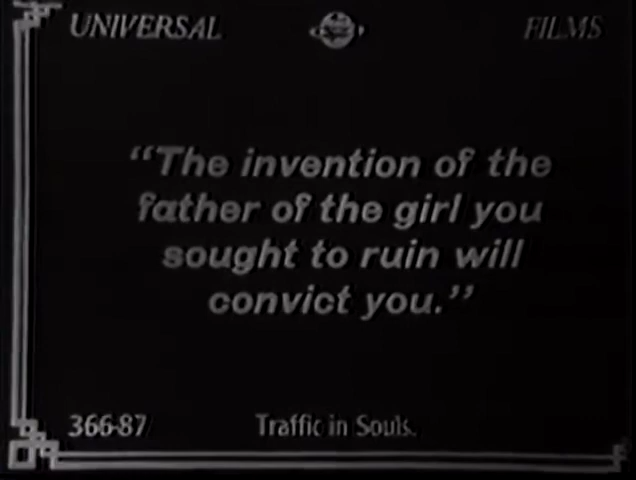 UNIVERSAL FILMS
“The invention of the
father of the girl you
sought to ruin will
convict you.”
366-87 Traffic in Souls.